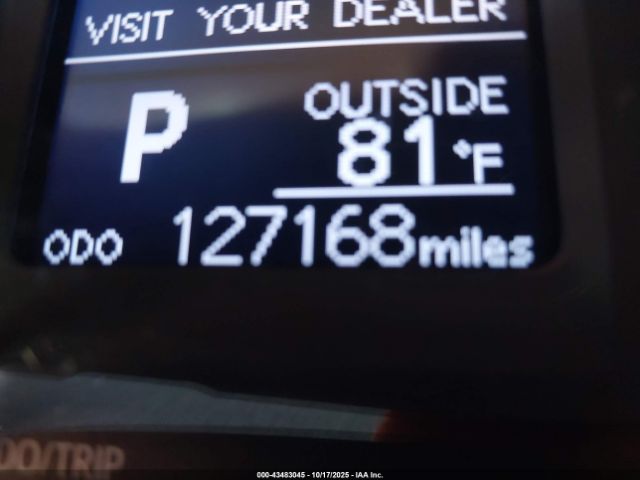 VISIT YOUR DEALER
P
OUTSIDE
81°F
ODO 127168 miles
ODO/TRIP
000-43483045 - 10/17/2025 - IAA Inc.